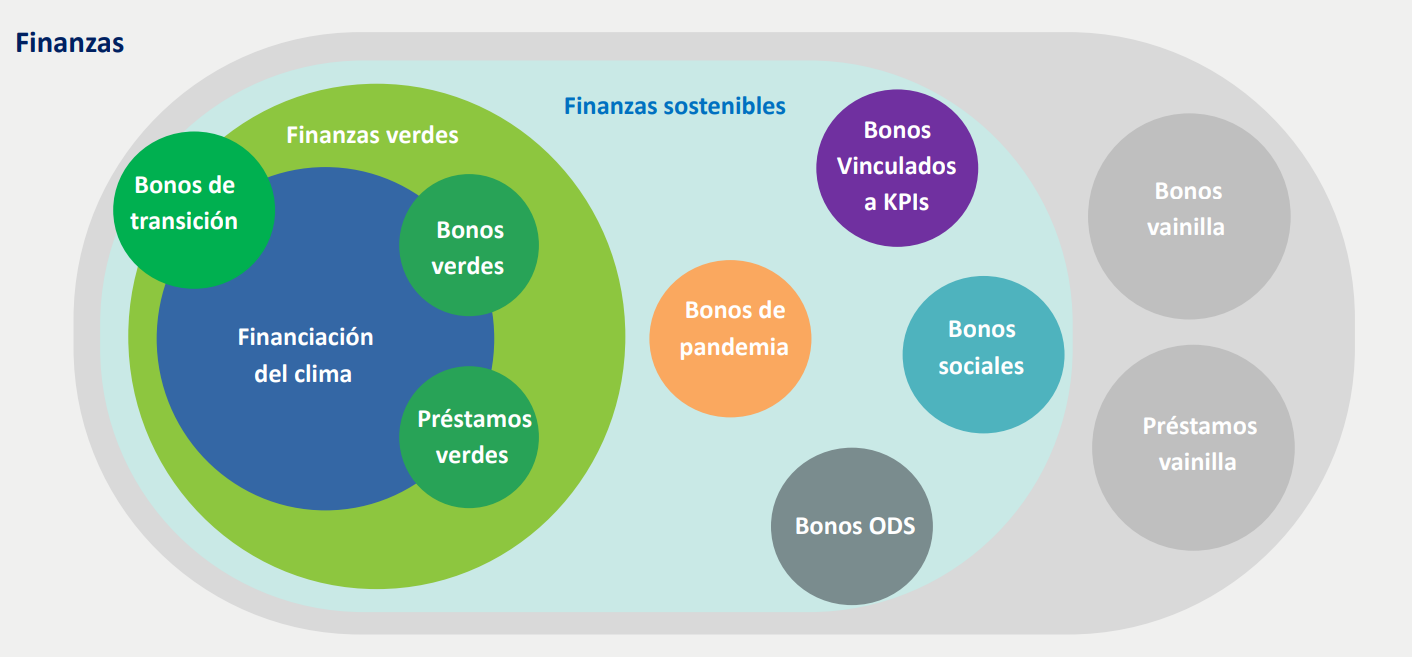 Finanzas
Finanzas sostenibles
Finanzas verdes
Bonos de
transición
Bonos
verdes
Financiación
del clima
Préstamos
verdes
Bonos
Vinculados
a KPIs
Bonos de
pandemia
Bonos
sociales
Bonos ODS
Bonos
vainilla
Préstamos
vainilla